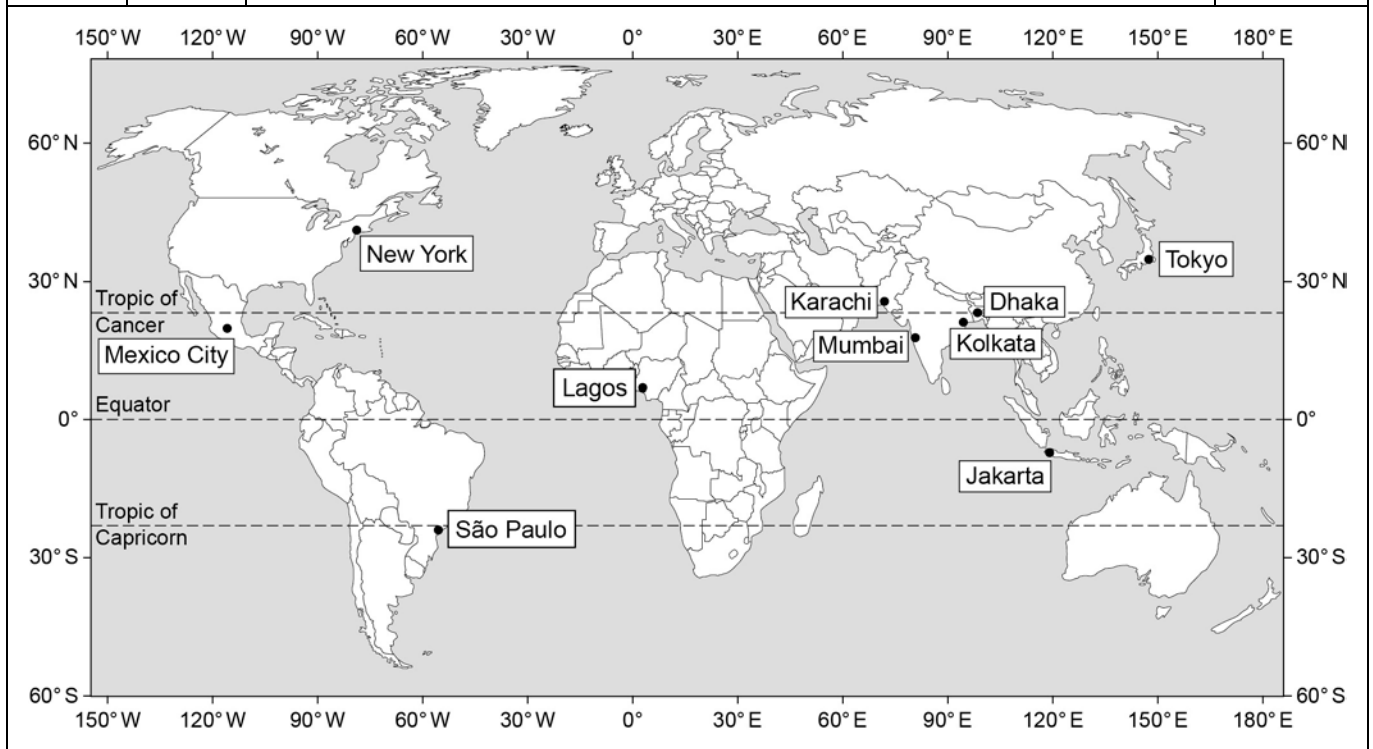 150° W 120° W 90° W 60° W 30° W 0° 30° E 60° E 90° E 120° E 150° E 180° E
60° N 60° N
New York
Tokyo
30° N 30° N
Tropic of
Cancer
Karachi
Dhaka
Mumbai
Kolkata
Mexico City
Lagos
Equator
0° 0°
Jakarta
Tropic of
Capricorn
São Paulo
30° S 30° S
60° S 60° S
150° W 120° W 90° W 60° W 30° W 0° 30° E 60° E 90° E 120° E 150° E 180° E